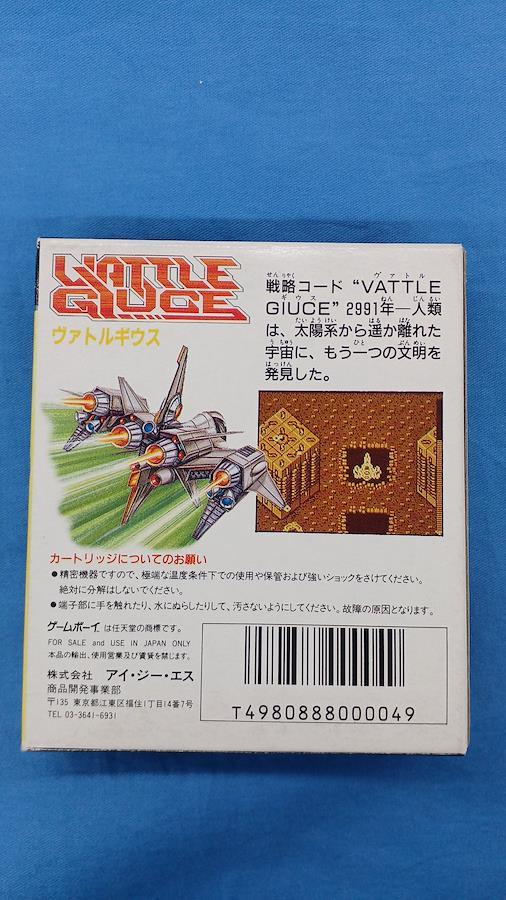 VATTLE
GIUCE
ヴァトルギウス
戦略コード “VATTLE
GIUCE” 2991年—人類
は、太陽系から遥か離れた
宇宙に、もう一つの文明を
発見した。
カートリッジについてのお願い
●精密機器ですので、極端な温度条件下での使用や保管および強いショックをさけてください。
絶対に分解はしないでください。
●端子部に手を触れたり、水にぬらしたりして、汚さないようにしてください。故障の原因となります。
ゲームボーイ は任天堂の商標です。
FOR SALE and USE IN JAPAN ONLY
本品の輸出、使用営業及び賃貸を禁じます。
株式会社 アイ・ジー・エス
商品開発事業部
〒135 東京都江東区福住1丁目14番7号
TEL 03-3641-6931
T4980888000049